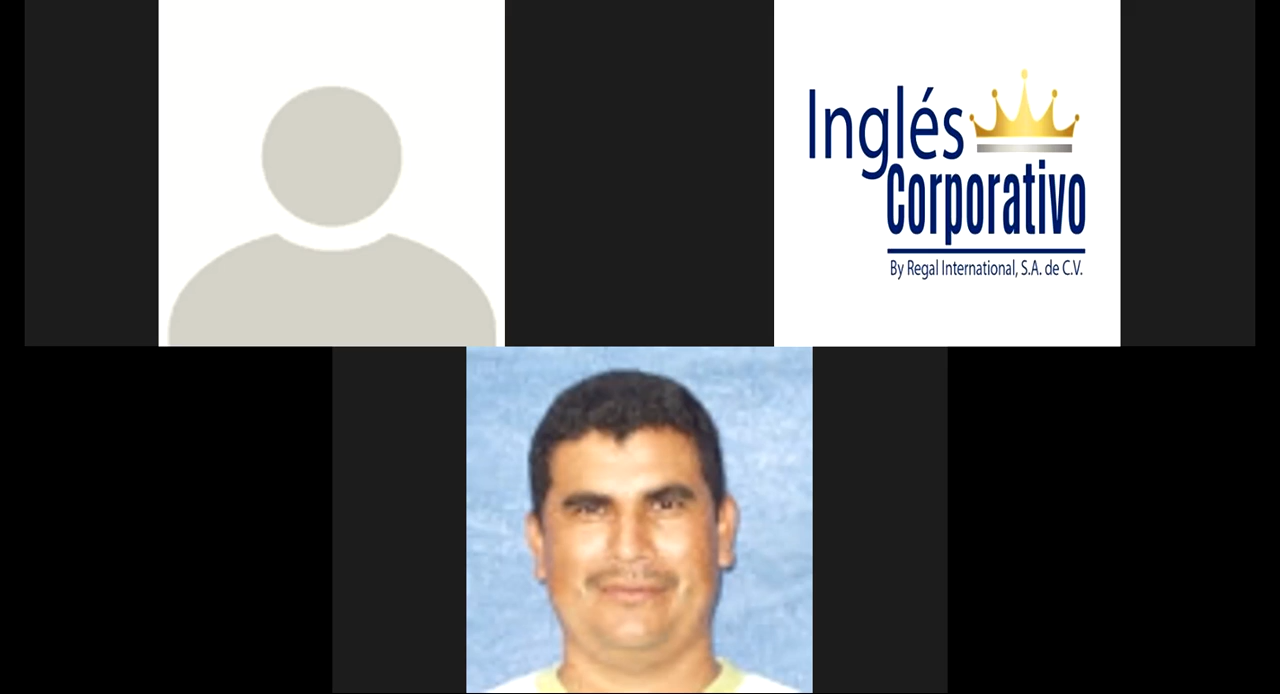 Inglés
Corporativo
By Regal International, S.A. de C.V.